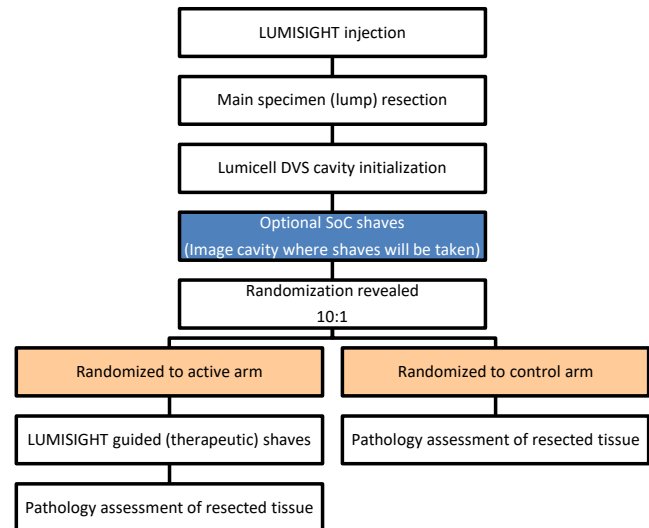 LUMISIGHT injection
Main specimen (lump) resection
Lumicell DVS cavity initialization
Optional SoC shaves
(Image cavity where shaves will be taken)
Randomization revealed
10:1
Randomized to active arm
Randomized to control arm
LUMISIGHT guided (therapeutic) shaves
Pathology assessment of resected tissue
Pathology assessment of resected tissue